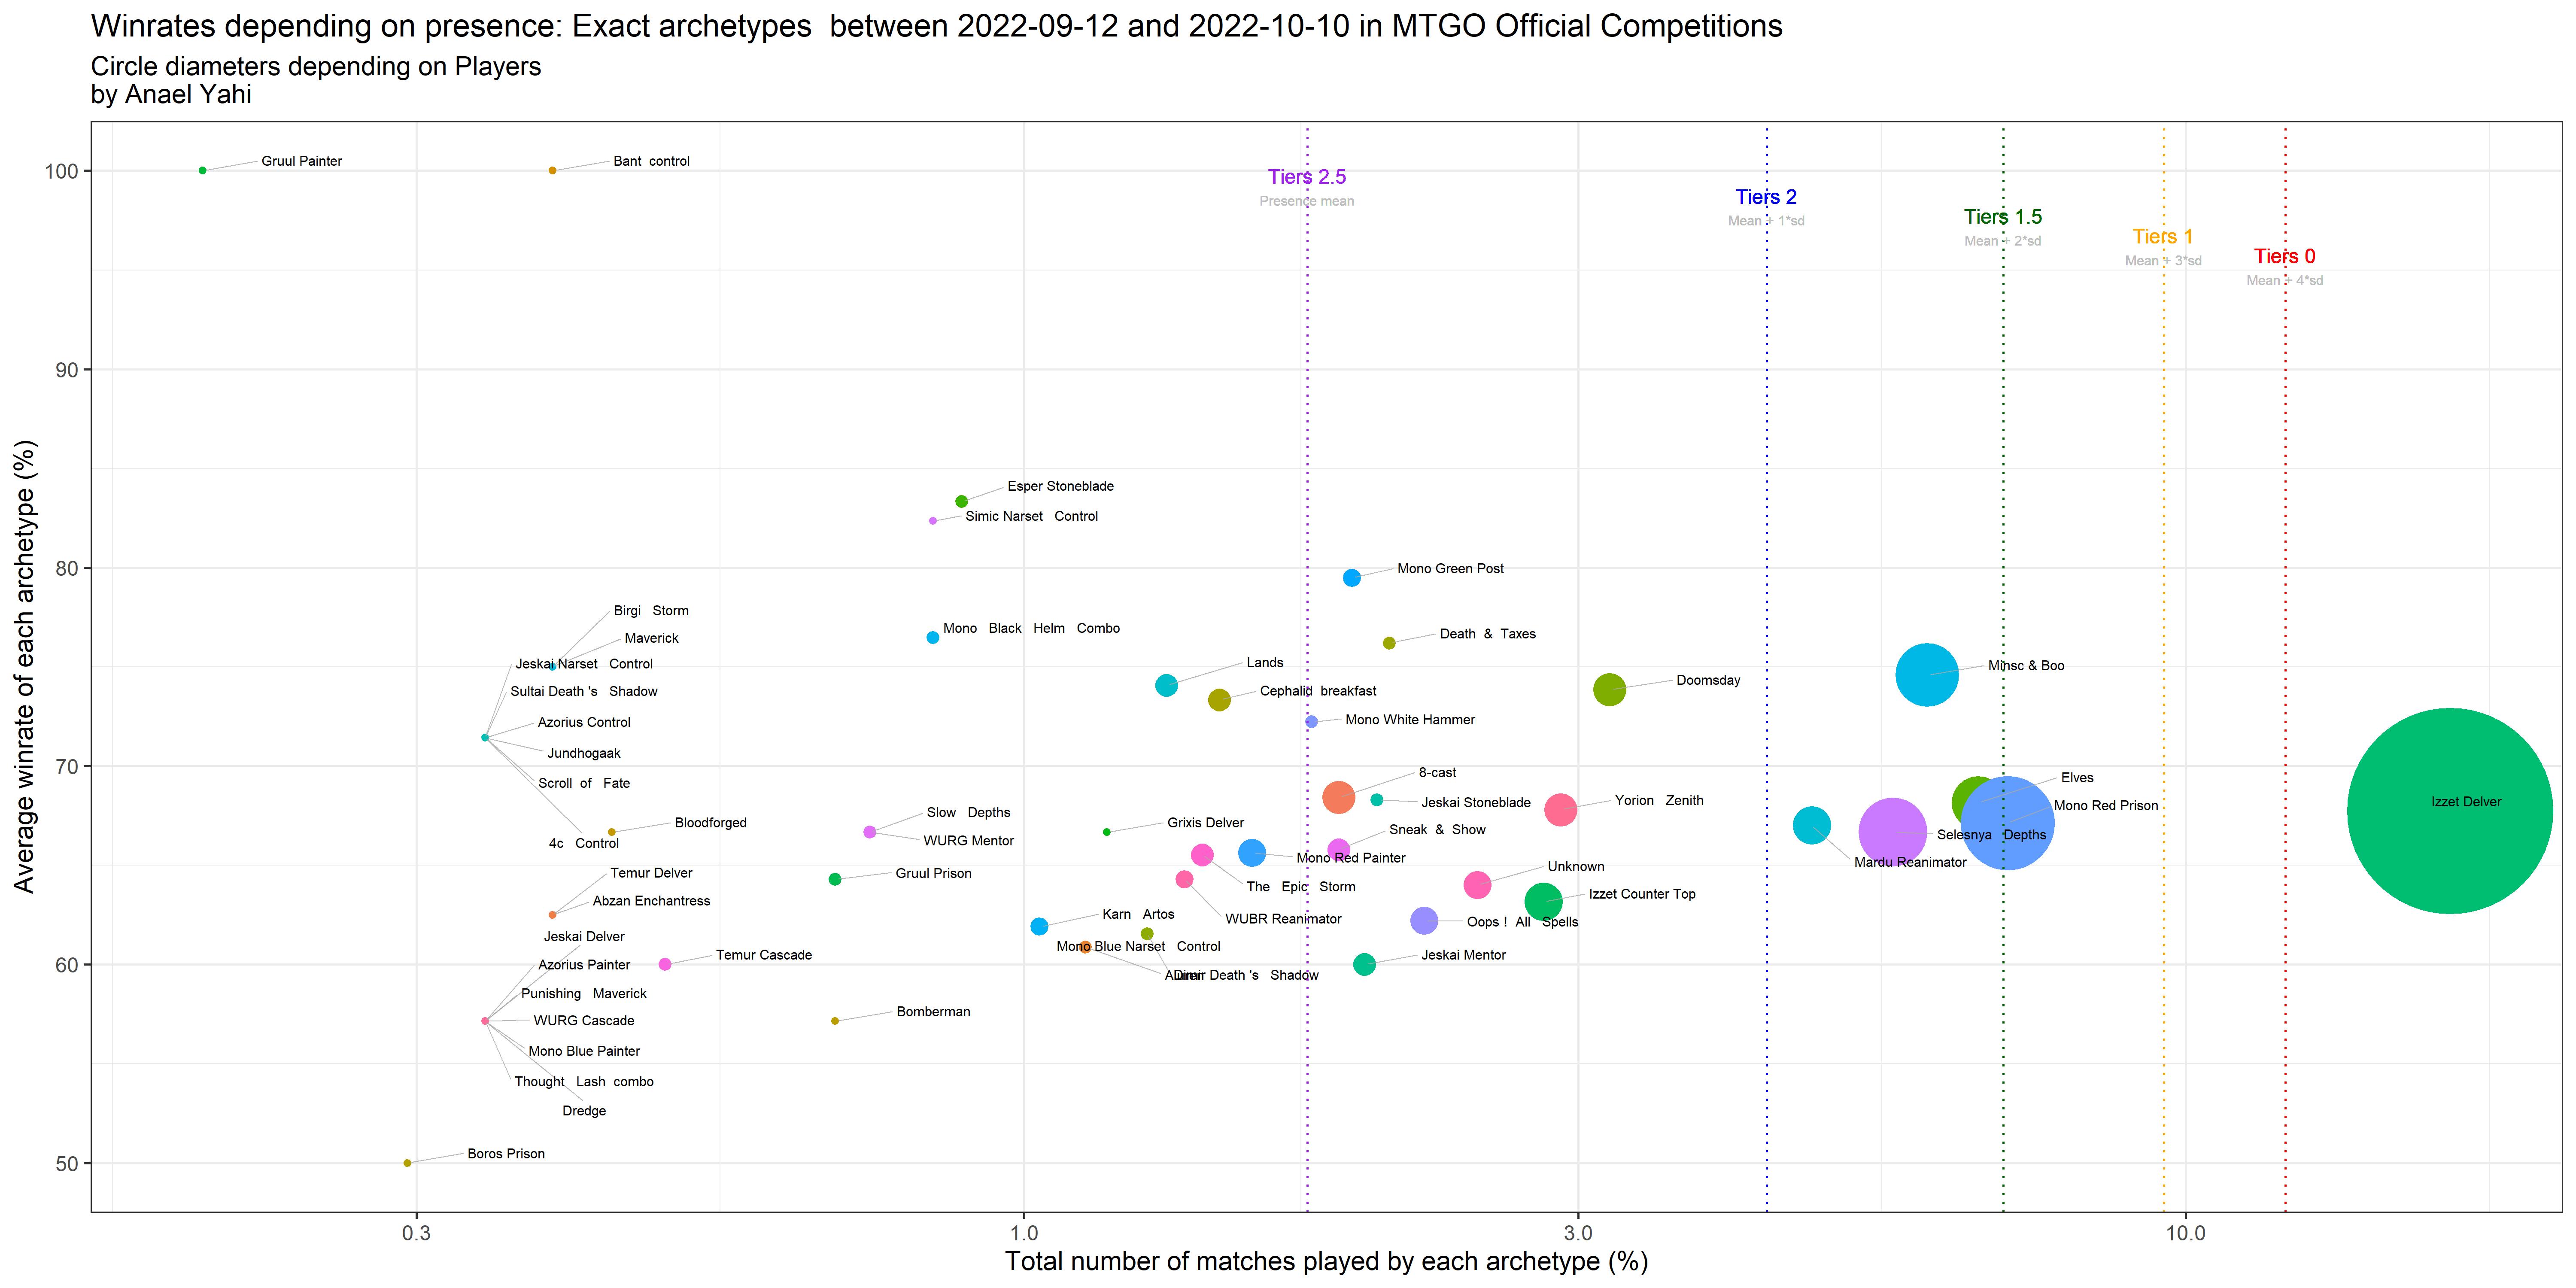 Winrates depending on presence: Exact archetypes between 2022-09-12 and 2022-10-10 in MTGO Official Competitions
Circle diameters depending on Players
by Anael Yahi
Average winrate of each archetype (%)
100
90
80
70
60
50
Gruul Painter
Bant control
Tiers 2.5
Presence mean
Tiers 2
Mean + 1*sd
Tiers 1.5
Mean + 2*sd
Tiers 1
Mean + 3*sd
Tiers 0
Mean + 4*sd
Esper Stoneblade
Simic Narset Control
Mono Green Post
Birgi Storm
Mono Black Helm Combo
Death & Taxes
Maverick
Jeskai Narset Control
Lands
Minsc & Boo
Doomsday
Sultai Death 's Shadow
Cephalid breakfast
Azorius Control
Mono White Hammer
Jundhogaak
8-cast
Elves
Scroll of Fate
Jeskai Stoneblade
Yorion Zenith
Izzet Delver
Mono Red Prison
Slow Depths
Bloodforged
Grixis Delver
Sneak & Show
Selesnya Depths
WURG Mentor
4c Control
Mono Red Painter
Mardu Reanimator
Unknown
Temur Delver
Gruul Prison
The Epic Storm
Izzet Counter Top
Abzan Enchantress
Karn Artos
WUBR Reanimator
Oops ! All Spells
Jeskai Delver
Mono Blue Narset Control
Temur Cascade
Jeskai Mentor
Azorius Painter
Aluren
Dimir Death 's Shadow
Punishing Maverick
Bomberman
WURG Cascade
Mono Blue Painter
Thought Lash combo
Dredge
Boros Prison
0.3
1.0
3.0
10.0
Total number of matches played by each archetype (%)